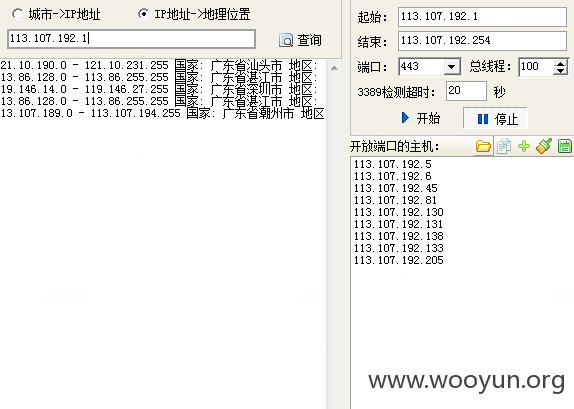 城市->IP地址
IP地址->地理位置
113.107.192.1
查询
21.10.190.0 - 121.10.231.255 国家: 广东省汕头市 地区:
13.86.128.0 - 113.86.255.255 国家: 广东省湛江市 地区:
19.146.14.0 - 119.146.27.255 国家: 广东省深圳市 地区:
13.86.128.0 - 113.86.255.255 国家: 广东省湛江市 地区:
13.107.189.0 - 113.107.194.255 国家: 广东省潮州市 地区
起始: 113.107.192.1
结束: 113.107.192.254
端口: 443 总线程: 100
3389检测超时: 20 秒
开始 停止
开放端口的主机:
113.107.192.5
113.107.192.6
113.107.192.45
113.107.192.81
113.107.192.130
113.107.192.131
113.107.192.138
113.107.192.133
113.107.192.205
www.wooyun.org